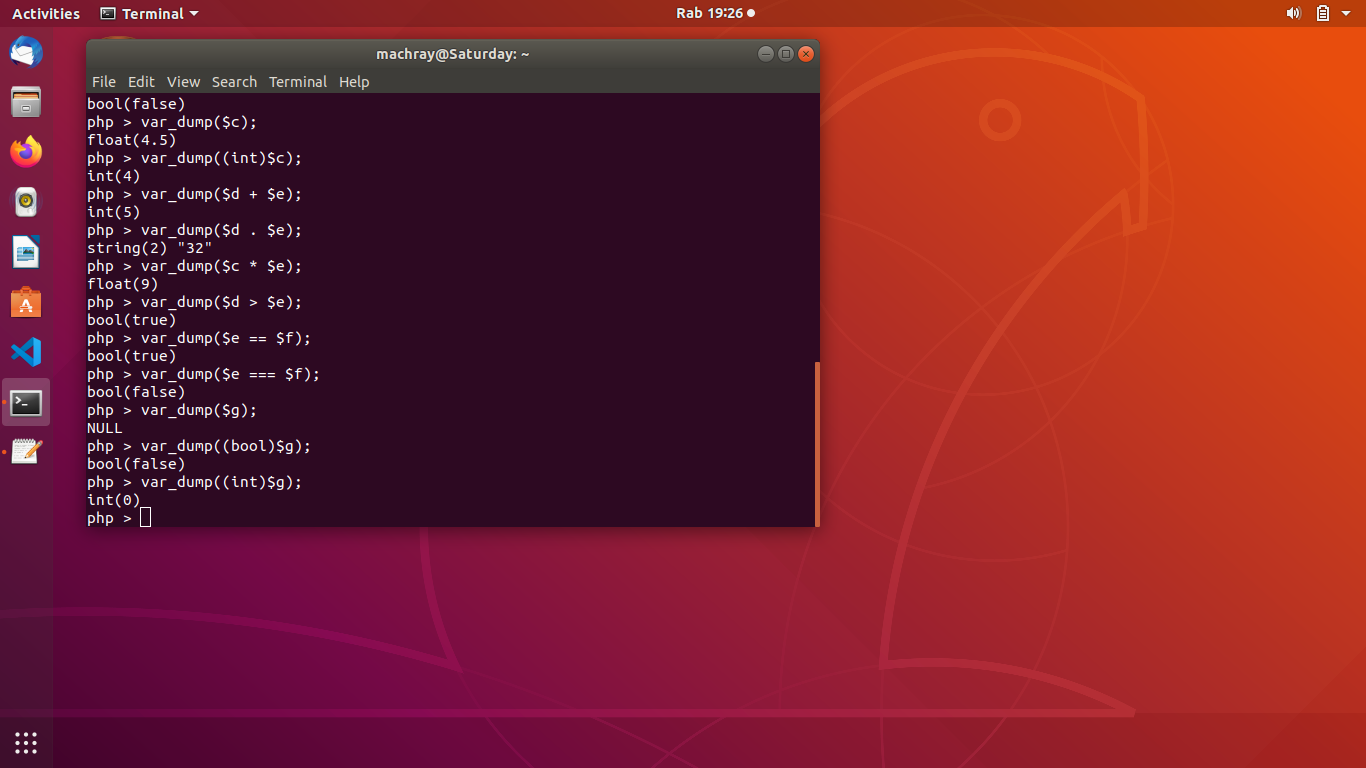 Activities
Terminal
Rab 19:26
machray@Saturday: ~
File Edit View Search Terminal Help
bool(false)
php > var_dump($c);
float(4.5)
php > var_dump((int)$c);
int(4)
php > var_dump($d + $e);
int(5)
php > var_dump($d . $e);
string(2) "32"
php > var_dump($c * $e);
float(9)
php > var_dump($d > $e);
bool(true)
php > var_dump($e == $f);
bool(true)
php > var_dump($e === $f);
bool(false)
php > var_dump($g);
NULL
php > var_dump((bool)$g);
bool(false)
php > var_dump((int)$g);
int(0)
php >